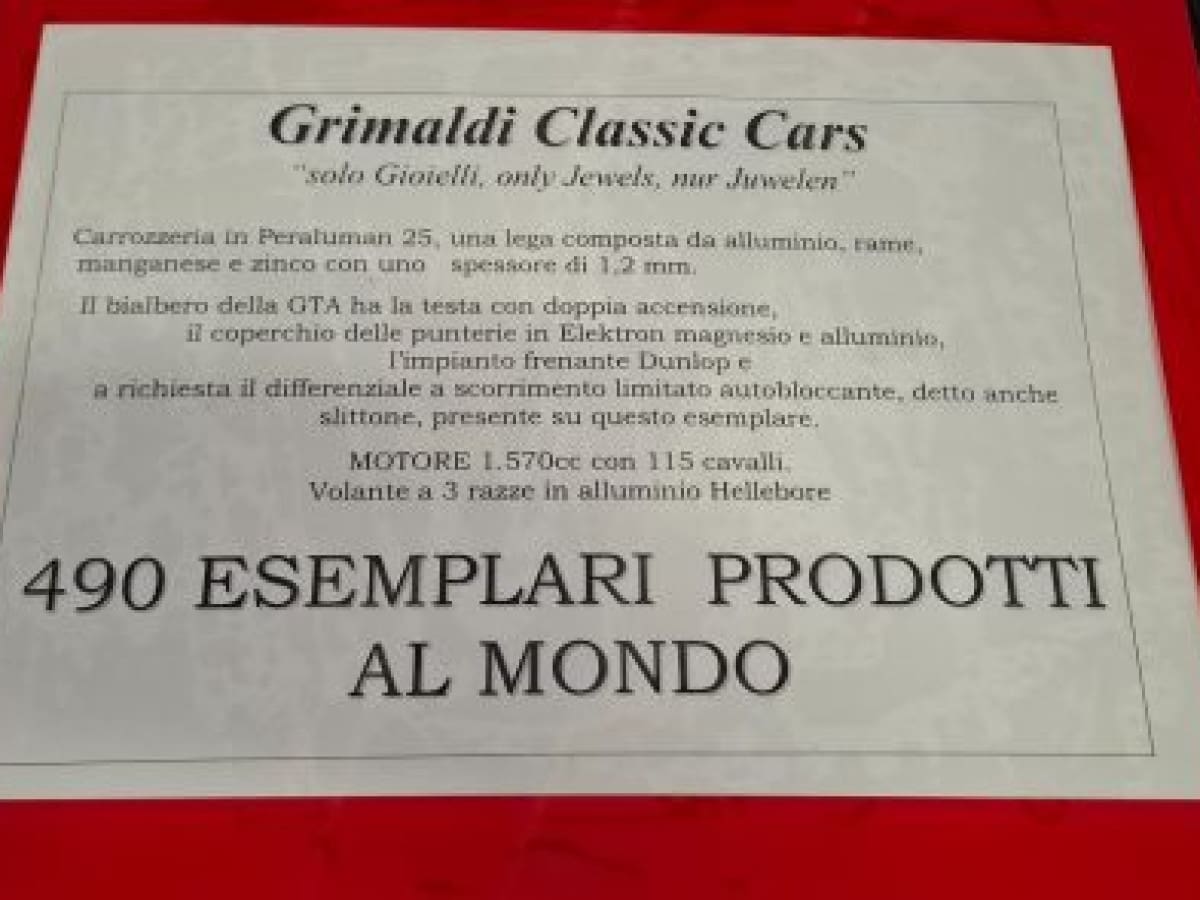 Grimaldi Classic Cars
"solo Gioielli, only Jewels, nur Juwelen"
Carrozzeria in Peraluman 25, una lega composta da alluminio, rame,
manganese e zinco con uno spessore di 1,2 mm.
Il bialbero della GTA ha la testa con doppia accensione,
il coperchio delle punterie in Elektron magnesio e alluminio,
l'impianto frenante Dunlop e
a richiesta il differenziale a scorrimento limitato autobloccante, detto anche
slittone, presente su questo esemplare.
MOTORE 1.570cc con 115 cavalli.
Volante a 3 razze in alluminio Hellebore
490 ESEMPLARI PRODOTTI
AL MONDO